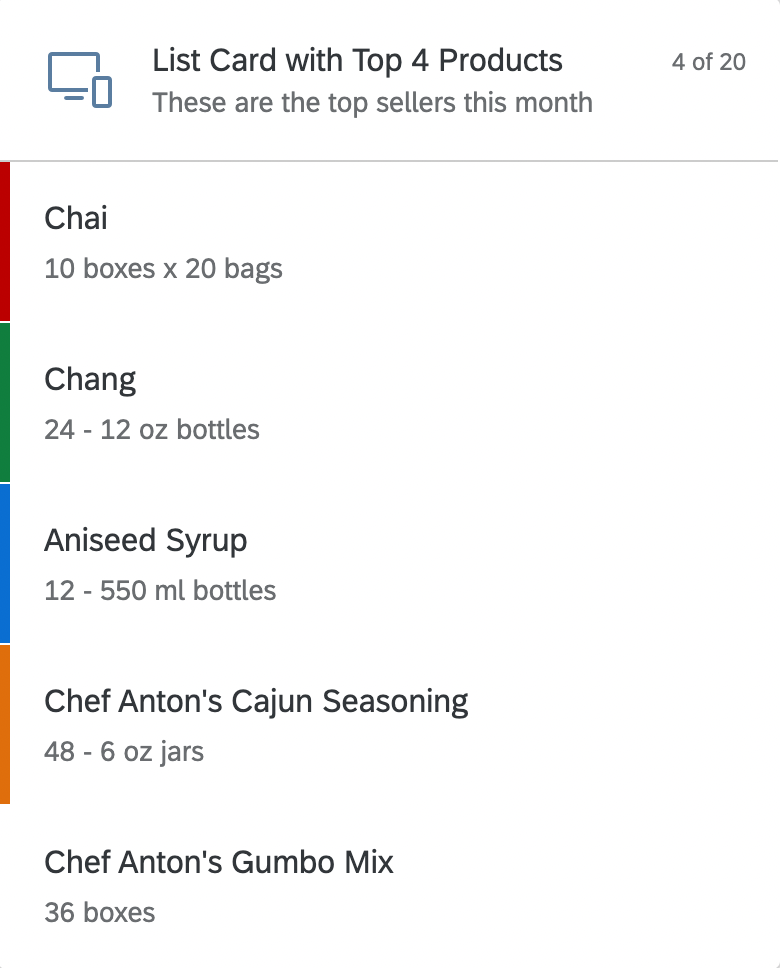 List Card with Top 4 Products
4 of 20
These are the top sellers this month
Chai
10 boxes x 20 bags
Chang
24 - 12 oz bottles
Aniseed Syrup
12 - 550 ml bottles
Chef Anton's Cajun Seasoning
48 - 6 oz jars
Chef Anton's Gumbo Mix
36 boxes